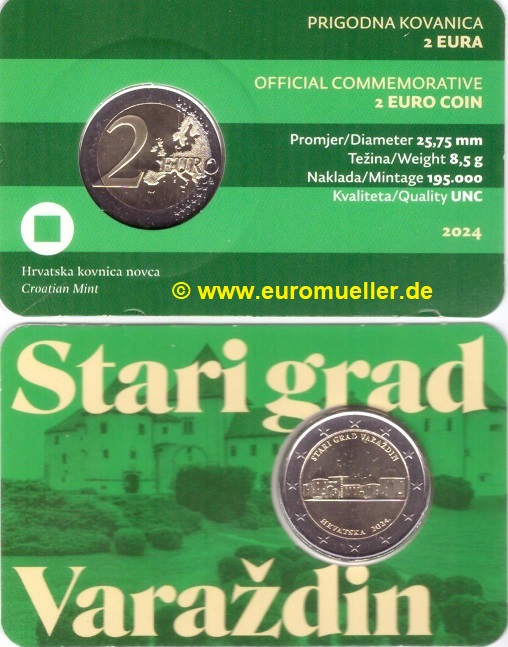 PRIGODNA KOVANICA
2 EURA
OFFICIAL COMMEMORATIVE
2 EURO COIN
2 EURO
Promjer/Diameter 25,75 mm
Težina/Weight 8,5 g
Naklada/Mintage 195.000
Kvaliteta/Quality UNC
2024
Hrvatska kovnica novca
Croatian Mint
© www.euromueller.de
Stari grad
STARI GRAD VARAŽDIN
HRVATSKA 2024.
Varaždin